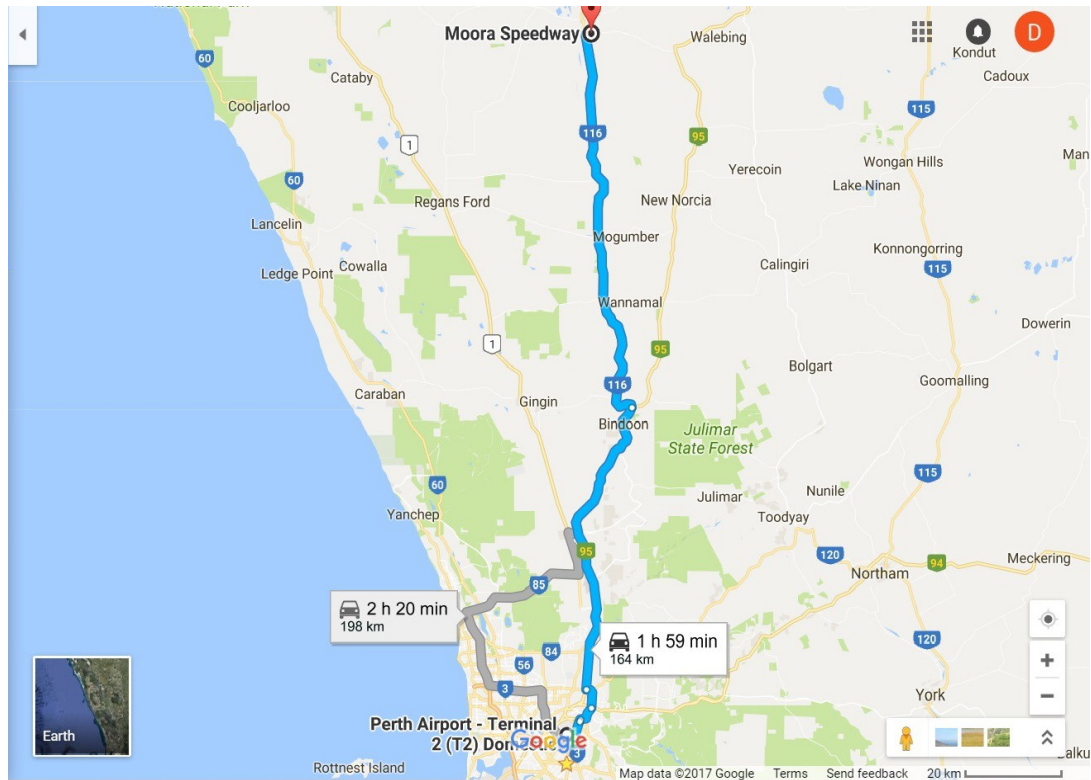 Moora Speedway
Walebing
D
Kondut
Cadoux
60
Cataby
Cooljarloo
116
115
1
95
Wongan Hills
Yerecoin
Lake Ninan
60
Regans Ford
New Norcia
Lancelin
Mogumber
Konnongorring
Ledge Point
Cowalla
Calingiri
115
Wannamal
Dowerin
1
95
Bolgart
Goomalling
116
Caraban
Gingin
Bindoon
Julimar
State Forest
115
60
Julimar
Nunile
Yanchep
Toodyay
95
120
94
Meckering
Northam
85
2 h 20 min
198 km
1 h 59 min
164 km
120
84
56
3
York
Perth Airport - Terminal
2 (T2)
Google
3
Earth
Rottnest Island
Map data ©2017 Google
Terms
Send feedback
20 km